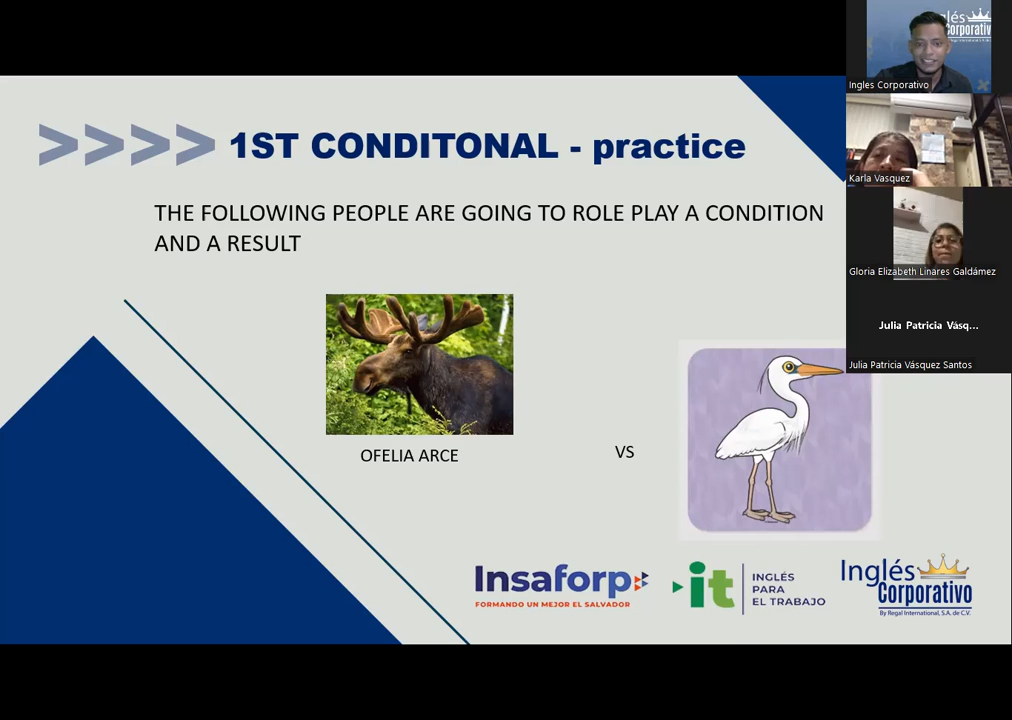 >>>> 1ST CONDITONAL - practice
THE FOLLOWING PEOPLE ARE GOING TO ROLE PLAY A CONDITION
AND A RESULT
OFELIA ARCE
VS
Insaforp
FORMANDO UN MEJOR EL SALVADOR
it
INGLÉS
PARA
EL TRABAJO
Inglés
Corporativo
By Regal International, S.A. de C.V.
glés
Corporativ
Ingles Corporativo
Karla Vasquez
Gloria Elizabeth Linares Galdámez
Julia Patricia Vásq...
Julia Patricia Vásquez Santos